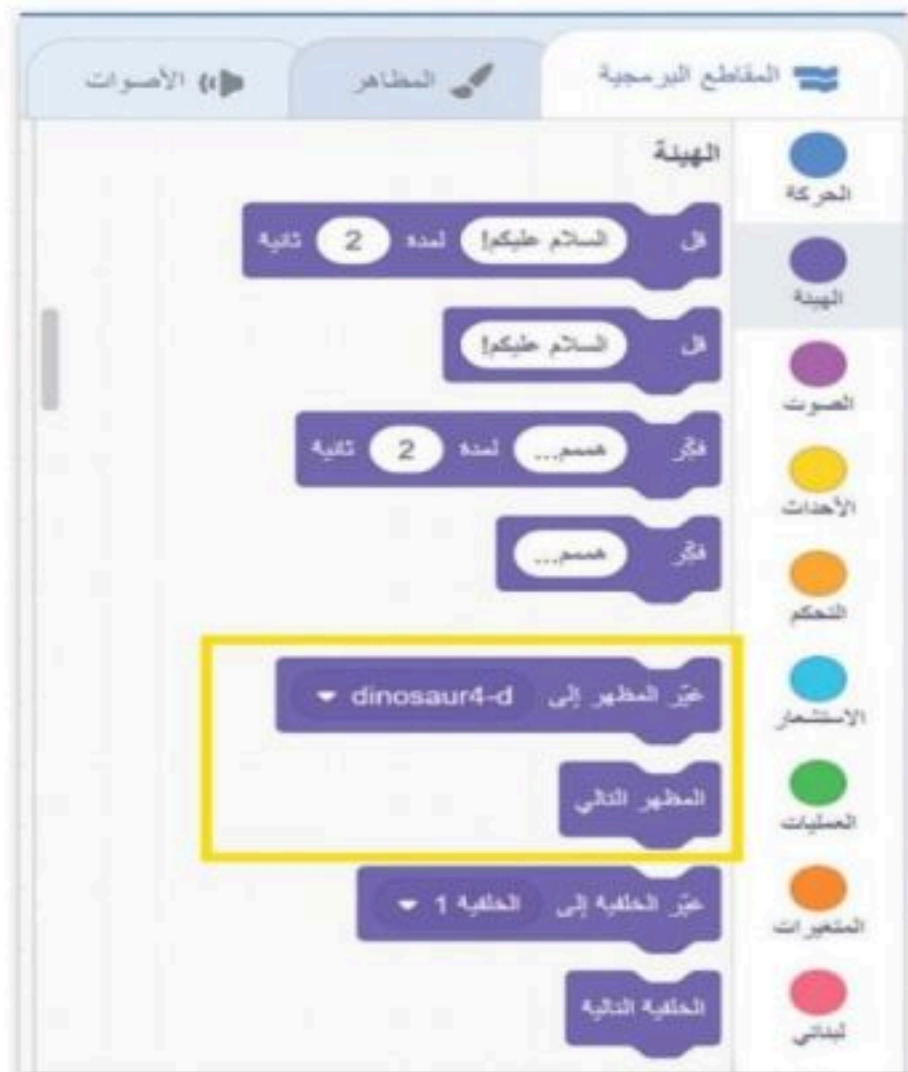 المقاطع البرمجية
المظاهر
الأصوات
الحركة
الهيئة
الصوت
الأحداث
التحكم
الاستشعار
العمليات
المتغيرات
لبناتي
الهيئة
قل السلام عليكم! لمدة 2 ثانية
قل السلام عليكم!
فكّر هممم... لمدة 2 ثانية
فكّر هممم...
غيّر المظهر إلى dinosaur4-d
المظهر التالي
غيّر الخلفية إلى الخلفية 1
الخلفية التالية